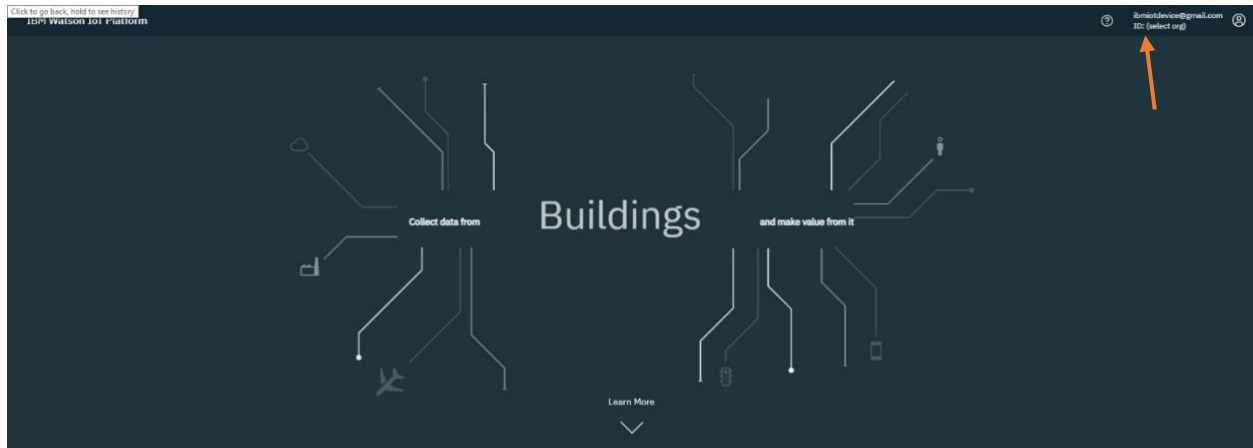 Click to go back, hold to see history
IBM Watson IoT Platform
ibmiotdevice@gmail.com
ID: (select org)
Collect data from
Buildings
and make value from it
Learn More